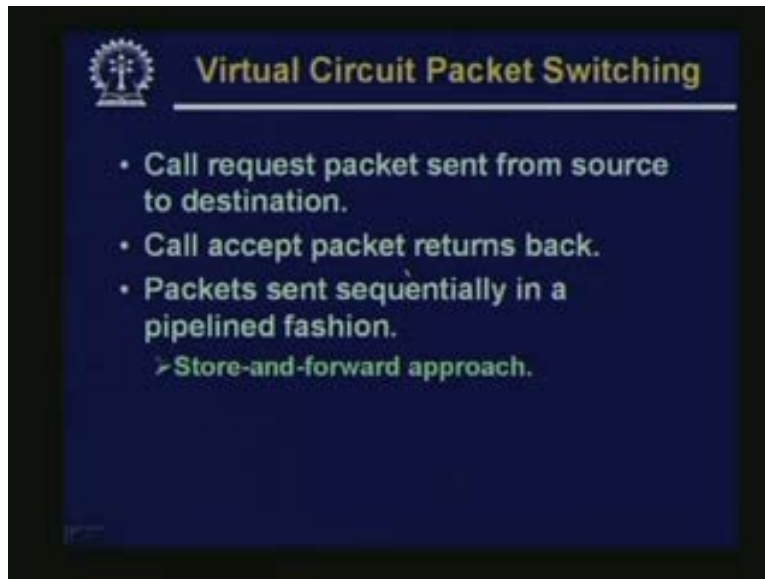 Virtual Circuit Packet Switching
• Call request packet sent from source
to destination.
• Call accept packet returns back.
• Packets sent sequentially in a
pipelined fashion.
➢Store-and-forward approach.